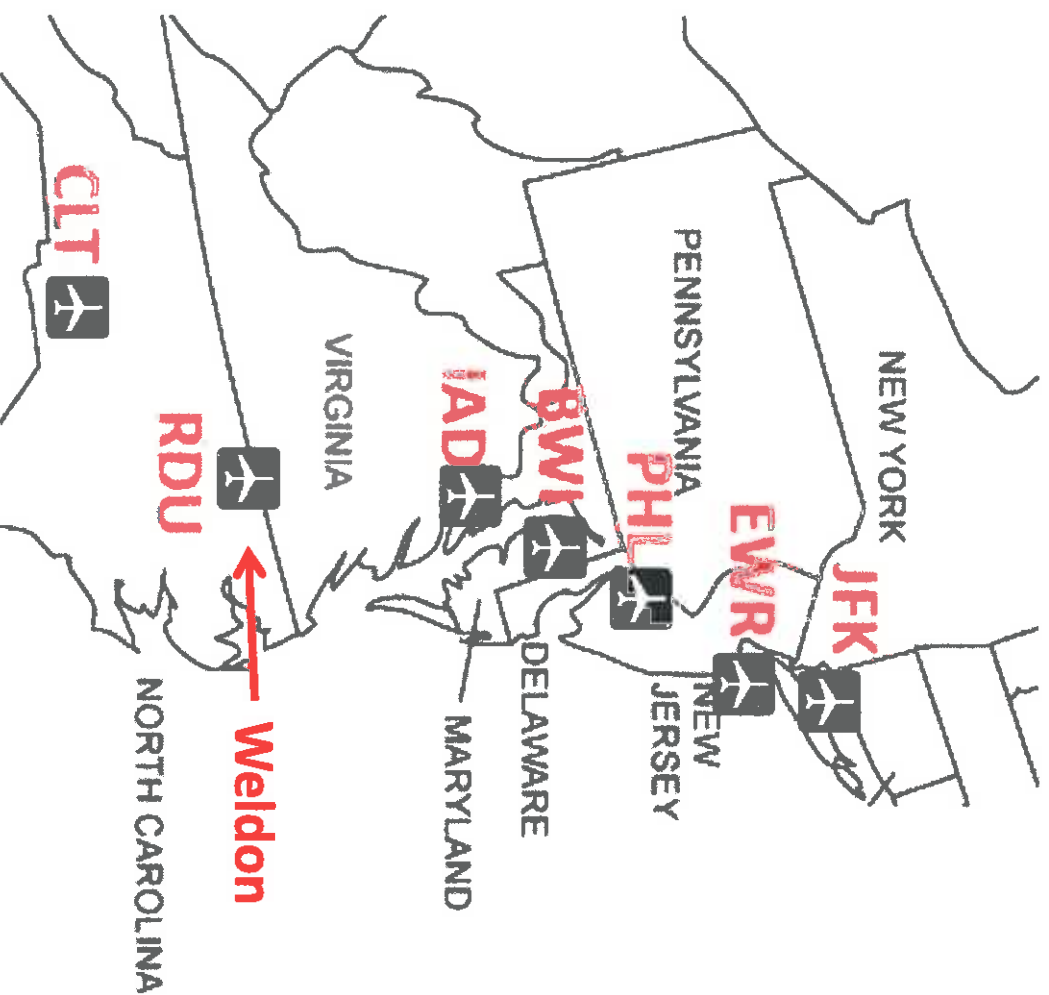 NEW YORK
JFK
EWR
PENNSYLVANIA
PHL
NEW
JERSEY
BWI
DELAWARE
IAD
MARYLAND
VIRGINIA
Weldon
RDU
NORTH CAROLINA
CLT